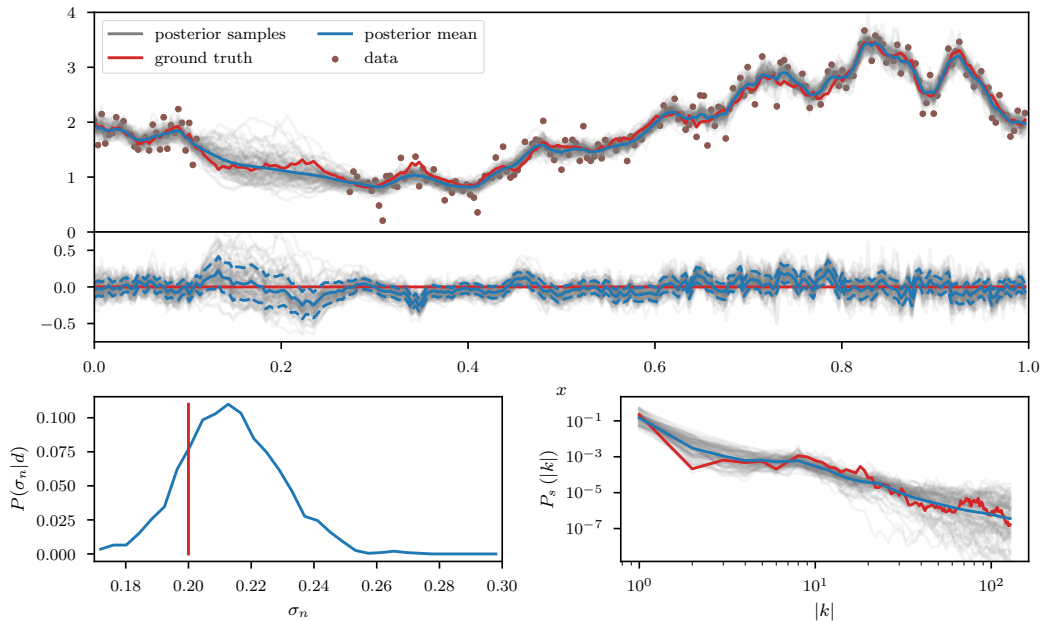 4
3
2
1
0
posterior samples
ground truth
posterior mean
data
0.5
0.0
−0.5
0.0 0.2 0.4 0.6 0.8 1.0
x
P(σₙ|d)
0.100
0.075
0.050
0.025
0.000
0.18 0.20 0.22 0.24 0.26 0.28 0.30
σₙ
Pₛ(|k|)
10⁻¹
10⁻³
10⁻⁵
10⁻⁷
10⁰ 10¹ 10²
|k|